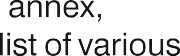 annex,
list of various